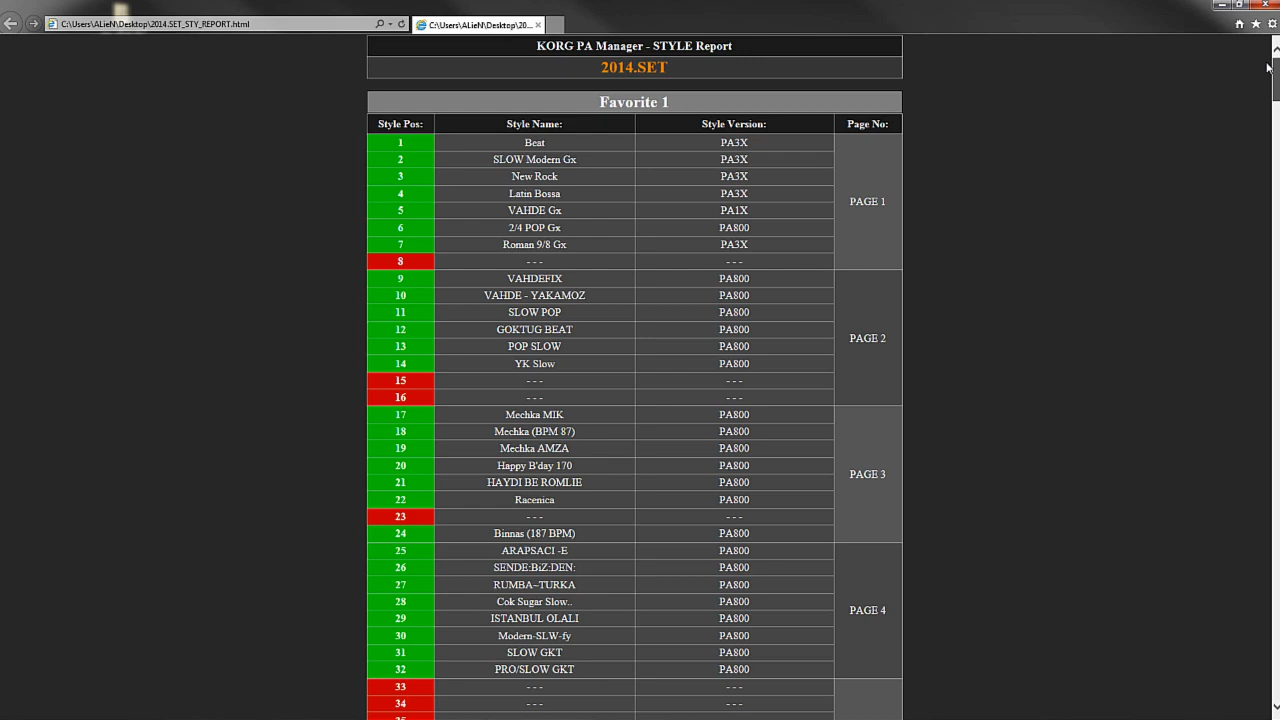 C:\Users\ALieN\Desktop\2014.SET_STY_REPORT.html
C:\Users\ALieN\Desktop\20...
KORG PA Manager - STYLE Report
2014.SET
Favorite 1
Style Pos: Style Name: Style Version: Page No:
1 Beat PA3X
2 SLOW Modern Gx PA3X
3 New Rock PA3X
4 Latin Bossa PA3X
PAGE 1
5 VAHDE Gx PA1X
6 2/4 POP Gx PA800
7 Roman 9/8 Gx PA3X
8 - - - - - -
9 VAHDEFIX PA800
10 VAHDE - YAKAMOZ PA800
11 SLOW POP PA800
12 GOKTUG BEAT PA800
PAGE 2
13 POP SLOW PA800
14 YK Slow PA800
15 - - - - - -
16 - - - - - -
17 Mechka MIK PA800
18 Mechka (BPM 87) PA800
19 Mechka AMZA PA800
20 Happy B'day 170 PA800
PAGE 3
21 HAYDI BE ROMLIE PA800
22 Racenica PA800
23 - - - - - -
24 Binnas (187 BPM) PA800
25 ARAPSACI -E PA800
26 SENDE:BiZ:DEN: PA800
27 RUMBA~TURKA PA800
28 Cok Sugar Slow.. PA800
PAGE 4
29 ISTANBUL OLALI PA800
30 Modern-SLW-fy PA800
31 SLOW GKT PA800
32 PRO/SLOW GKT PA800
33 - - - - - -
34 - - - - - -